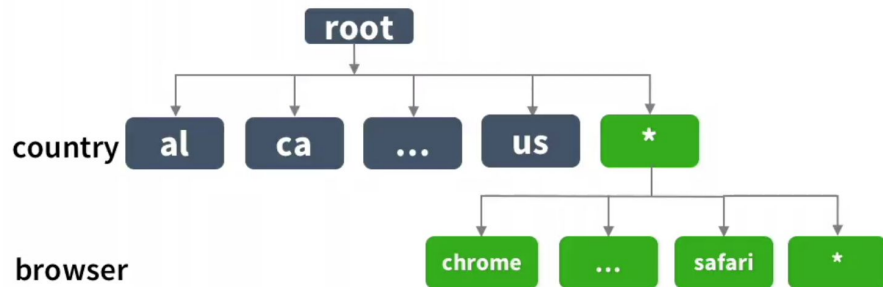 root
country al ca ... us *
browser chrome ... safari *